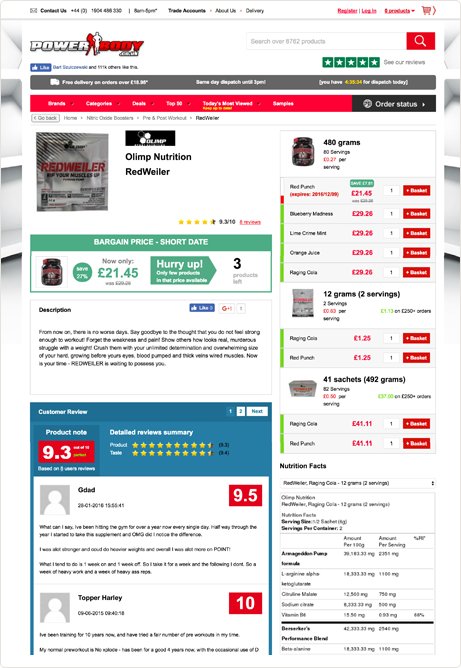 Contact Us +44 (0) 1904 486 330 | 8am-5pm* Trade Accounts • About Us • Delivery Register | Log In 0 products
POWERBODY
.co.uk
Search over 6762 products
Like Bart Szulczewski and 111k others like this.
See our reviews
Free delivery on orders over £18.95* Same day dispatch until 3pm! [you have 4:35:34 for dispatch today]
Brands Categories Deals Top 50 Today's Most Viewed Samples Order status
Go back Home • Nitric Oxide Boosters • Pre & Post Workout • RedWeiler
OLIMP
Olimp Nutrition
RedWeiler
REDWEILER
RIP YOUR MUSCLES UP
9.3/10 8 reviews
BARGAIN PRICE - SHORT DATE
save
27%
Now only:
£21.45
was £29.26
Hurry up!
Only few products
in that price available
3
products
left
Description
Like 0
G+1
From now on, there is no worse days. Say goodbye to the thought that you do not feel strong
enough to workout! Forget the weakness and pain! Show others how looks real, murderous
struggle with a weight! Crush them with your unlimited determination and overwhelming size
of your hard, growing before yours eyes, blood pumped and thick veins wired muscles. Now
is your time - REDWEILER is waiting to possess you.
Customer Review 1 2 Next
Product note
9.3 out of 10
Based on 8 users reviews
Detailed reviews summary
Product (9.3)
Taste (9.4)
Gdad
28-01-2016 15:55:41
9.5
What can I say, Ive been hitting the gym for over a year now every single day. Half way through the
year I started to take this supplement and OMG did I notice the difference.
I was alot stronger and coud do heavier weights and overall I was alot more on POINT!
What I tend to do is 1 week on and 1 week off, So I take it for a week and the following I dont. So a
week of heavy work and a week of heavy ass reps.
Topper Harley
09-06-2015 09:40:18
10
Ive been training for 10 years now, and have tried a fair number of pre workouts in my time.
My normal preworkout is No xplode - has been for a good 4 years now, with the occasional use of D
480 grams
80 Servings
£0.27 per
serving
Red Punch
(expires: 2016/12/09)
SAVE £7.81
£21.45
was £29.26
1 + Basket
Blueberry Madness £29.26 1 + Basket
Lime Crime Mint £29.26 1 + Basket
Orange Juice £29.26 1 + Basket
Raging Cola £29.26 1 + Basket
12 grams (2 servings)
2 Servings
£0.63 per
serving
£1.13 on £250+ orders
Raging Cola £1.25 1 + Basket
Red Punch £1.25 1 + Basket
41 sachets (492 grams)
82 Servings
£0.50 per
serving
£37.00 on £250+ orders
Raging Cola £41.11 1 + Basket
Red Punch £41.11 1 + Basket
Nutrition Facts
RedWeiler, Raging Cola - 12 grams (2 servings)
Olimp Nutrition
RedWeiler, Raging Cola - 12 grams (2 servings)
Nutrition Facts
Serving Size: 1/2 Sachet (6g)
Servings Per Container: 2
Amount Per 100g Amount Per Serving %RI*
Armageddon Pump formula 39,183.33 mg 2351 mg
L-arginine alpha ketoglutarate 18,333.33 mg 1100 mg
Citrulline Malate 12,500 mg 750 mg
Sodium citrate 8,333.33 mg 500 mg
Vitamin B6 15.50 mg 0.93 mg 66%
Berserker's Performance Blend 42,333.33 mg 2540 mg
Beta-alanine 18,333.33 mg 1100 mg